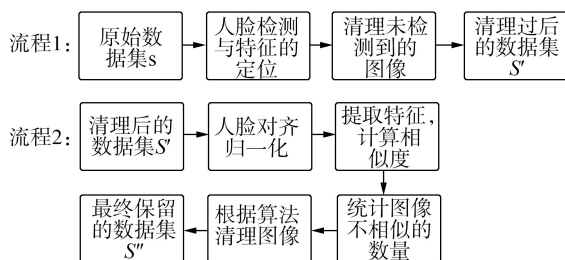 流程1:
原始数
据集s
人脸检测
与特征的
定位
清理未检
测到的
图像
清理过后
的数据集
S′
流程2:
清理后的
数据集S′
人脸对齐
归一化
提取特征,
计算相
似度
最终保留
的数据集
S″
根据算法
清理图像
统计图像
不相似的
数量